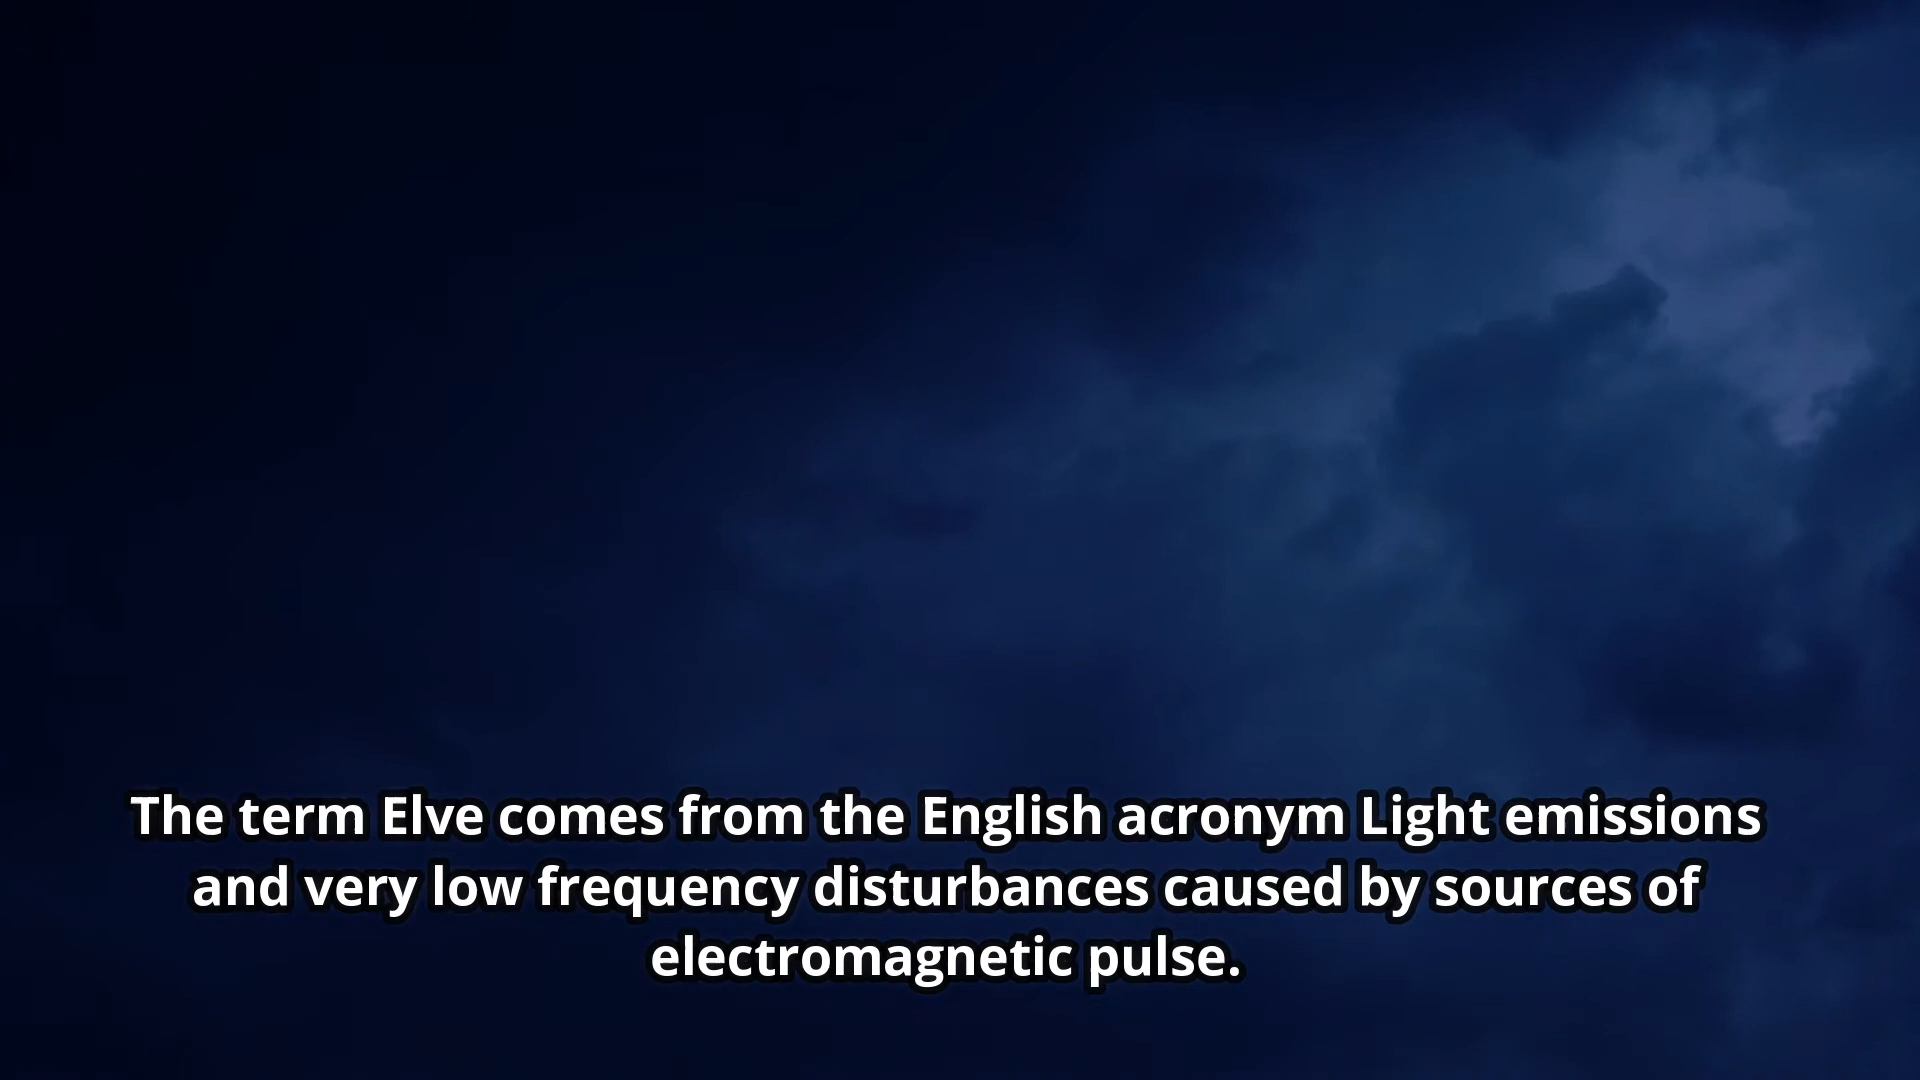 The term Elve comes from the English acronym Light emissions
and very low frequency disturbances caused by sources of
electromagnetic pulse.